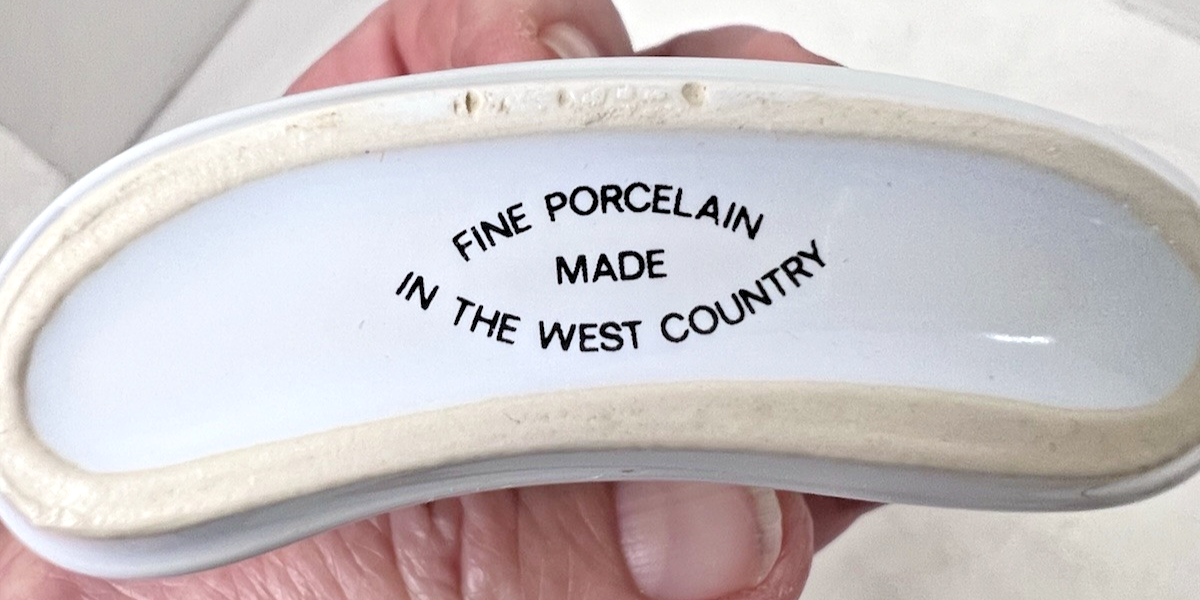 FINE PORCELAIN
MADE
IN THE WEST COUNTRY